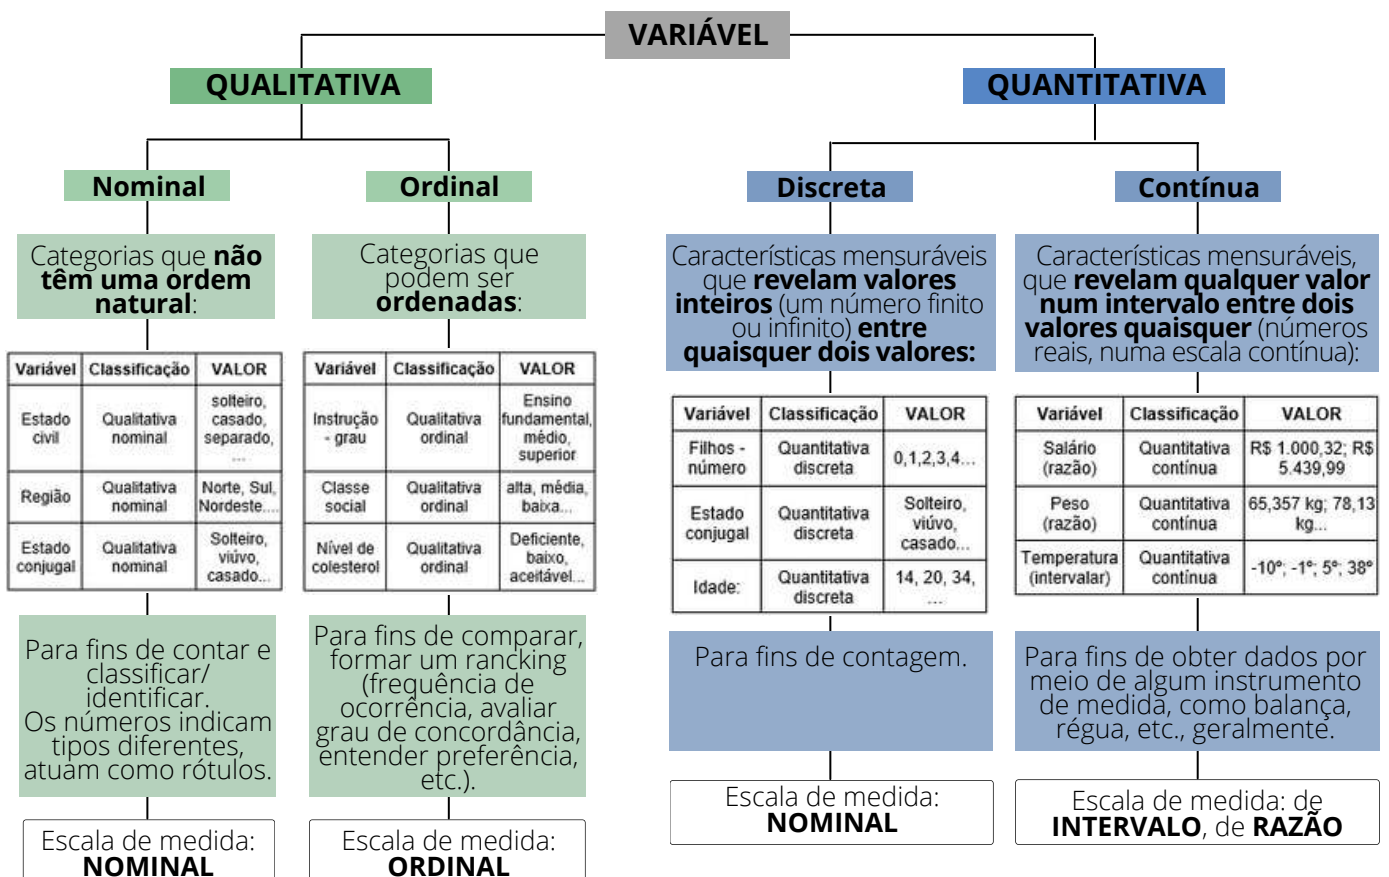 VARIÁVEL
QUALITATIVA
QUANTITATIVA
Nominal
Ordinal
Discreta
Contínua
Categorias que não
têm uma ordem
natural:
Categorias que
podem ser
ordenadas:
Características mensuráveis
que revelam valores
inteiros (um número finito
ou infinito) entre
quaisquer dois valores:
Características mensuráveis,
que revelam qualquer valor
num intervalo entre dois
valores quaisquer (números
reais, numa escala contínua):
Variável Classificação VALOR
Estado civil Qualitativa nominal solteiro, casado, separado, ...
Região Qualitativa nominal Norte, Sul, Nordeste....
Estado conjugal Qualitativa nominal Solteiro, viúvo, casado...
Variável Classificação VALOR
Instrução - grau Qualitativa ordinal Ensino fundamental, médio, superior
Classe social Qualitativa ordinal alta, média, baixa...
Nível de colesterol Qualitativa ordinal Deficiente, baixo, aceitável...
Variável Classificação VALOR
Filhos - número Quantitativa discreta 0,1,2,3,4...
Estado conjugal Quantitativa discreta Solteiro, viúvo, casado...
Idade: Quantitativa discreta 14, 20, 34, ...
Variável Classificação VALOR
Salário (razão) Quantitativa contínua R$ 1.000,32; R$ 5.439,99
Peso (razão) Quantitativa contínua 65,357 kg; 78,13 kg...
Temperatura (intervalar) Quantitativa contínua -10º; -1º; 5º; 38º
Para fins de contar e
classificar/
identificar.
Os números indicam
tipos diferentes,
atuam como rótulos.
Para fins de comparar,
formar um rancking
(frequência de
ocorrência, avaliar
grau de concordância,
entender preferência,
etc.).
Para fins de contagem.
Para fins de obter dados por
meio de algum instrumento
de medida, como balança,
régua, etc., geralmente.
Escala de medida:
NOMINAL
Escala de medida:
ORDINAL
Escala de medida:
NOMINAL
Escala de medida: de
INTERVALO, de RAZÃO